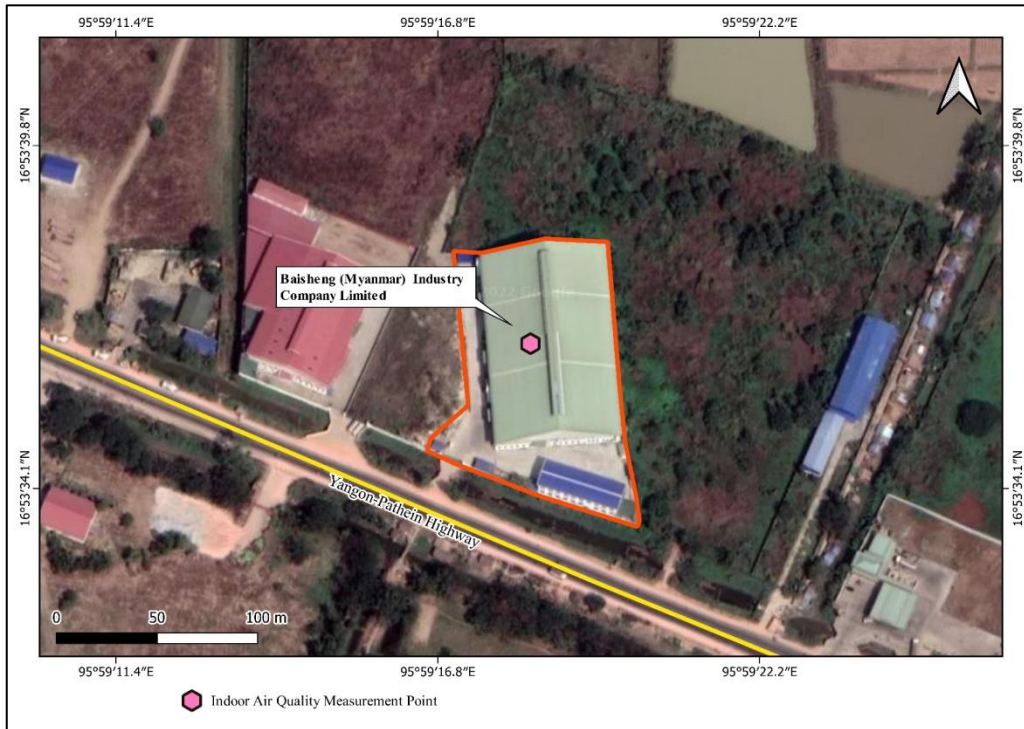 95°59′11.4″E 95°59′16.8″E 95°59′22.2″E
16°53′39.8″N 16°53′39.8″N
Baisheng (Myanmar) Industry
Company Limited
16°53′34.1″N 16°53′34.1″N
Yangon-Pathein Highway
0 50 100 m
95°59′11.4″E 95°59′16.8″E 95°59′22.2″E
Indoor Air Quality Measurement Point